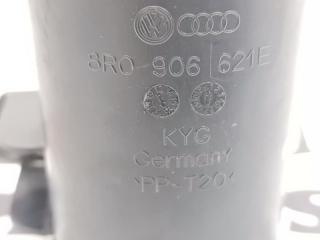 8R0 906 621E
KYG
Germany
>PP-T20<